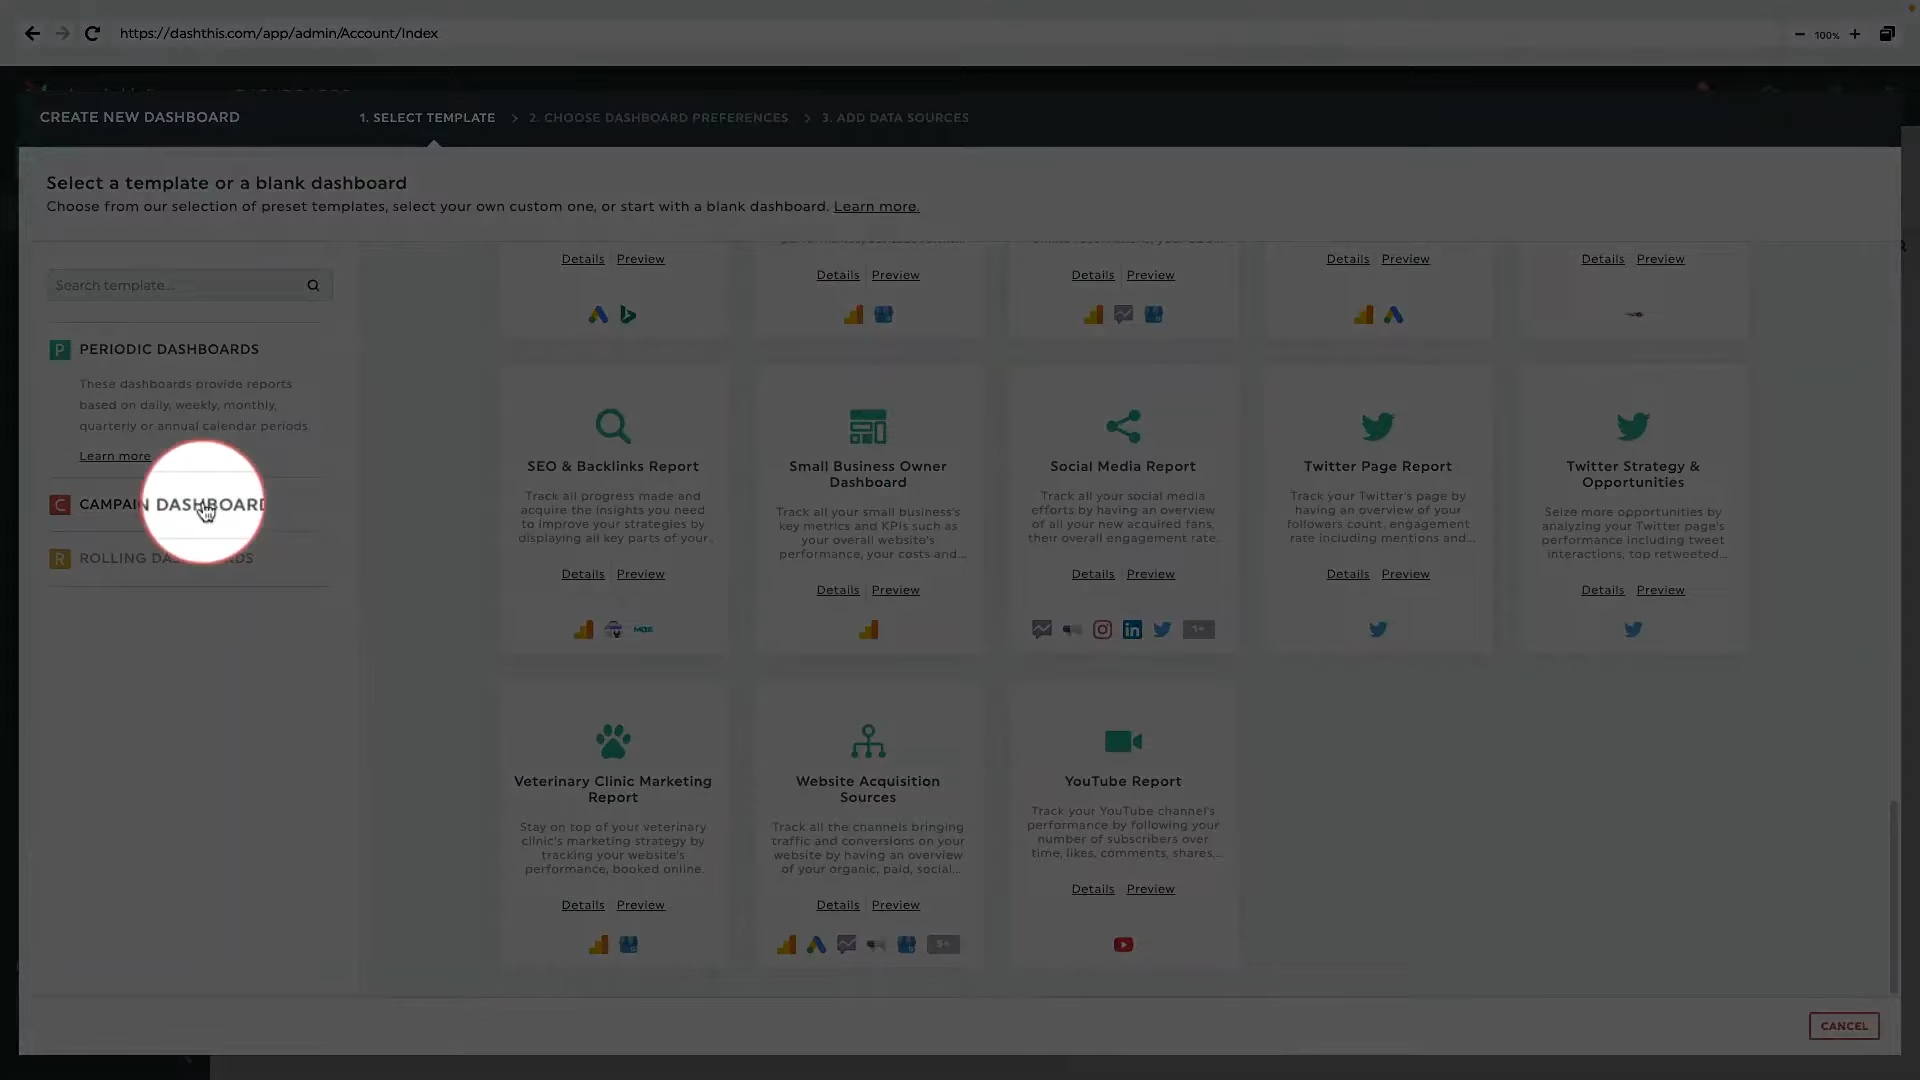 https://dashthis.com/app/admin/Account/Index
100%
CREATE NEW DASHBOARD
1. SELECT TEMPLATE > 2. CHOOSE DASHBOARD PREFERENCES > 3. ADD DATA SOURCES
Select a template or a blank dashboard
Choose from our selection of preset templates, select your own custom one, or start with a blank dashboard. Learn more.
Search template...
P PERIODIC DASHBOARDS
These dashboards provide reports
based on daily, weekly, monthly,
quarterly or annual calendar periods.
Learn more
C CAMPAIN DASHBOARD
R ROLLING DASHBOARDS
Details Preview
Details Preview
Details Preview
Details Preview
Details Preview
SEO & Backlinks Report
Track all progress made and
acquire the insights you need
to improve your strategies by
displaying all key parts of your..
Details Preview
MOZ
Small Business Owner
Dashboard
Track all your small business's
key metrics and KPIs such as
your overall website's
performance, your costs and...
Details Preview
Social Media Report
Track all your social media
efforts by having an overview
of all your new acquired fans,
their overall engagement rate...
Details Preview
1+
Twitter Page Report
Track your Twitter's page by
having an overview of your
followers count, engagement
rate including mentions and...
Details Preview
Twitter Strategy &
Opportunities
Seize more opportunities by
analyzing your Twitter page's
performance including tweet
interactions, top retweeted...
Details Preview
Veterinary Clinic Marketing
Report
Stay on top of your veterinary
clinic's marketing strategy by
tracking your website's
performance, booked online.
Details Preview
Website Acquisition
Sources
Track all the channels bringing
traffic and conversions on your
website by having an overview
of your organic, paid, social...
Details Preview
5+
YouTube Report
Track your YouTube channel's
performance by following your
number of subscribers over
time, likes, comments, shares,...
Details Preview
CANCEL